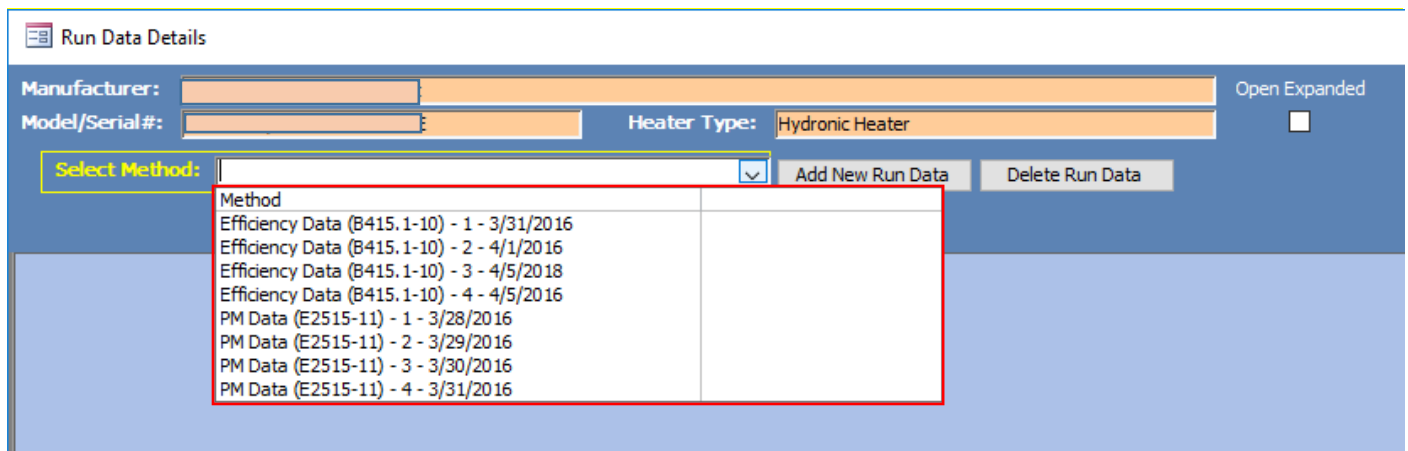 Run Data Details
Manufacturer:
Open Expanded
Model/Serial#:
Heater Type: Hydronic Heater
Select Method: Add New Run Data Delete Run Data
Method
Efficiency Data (B415.1-10) - 1 - 3/31/2016
Efficiency Data (B415.1-10) - 2 - 4/1/2016
Efficiency Data (B415.1-10) - 3 - 4/5/2018
Efficiency Data (B415.1-10) - 4 - 4/5/2016
PM Data (E2515-11) - 1 - 3/28/2016
PM Data (E2515-11) - 2 - 3/29/2016
PM Data (E2515-11) - 3 - 3/30/2016
PM Data (E2515-11) - 4 - 3/31/2016